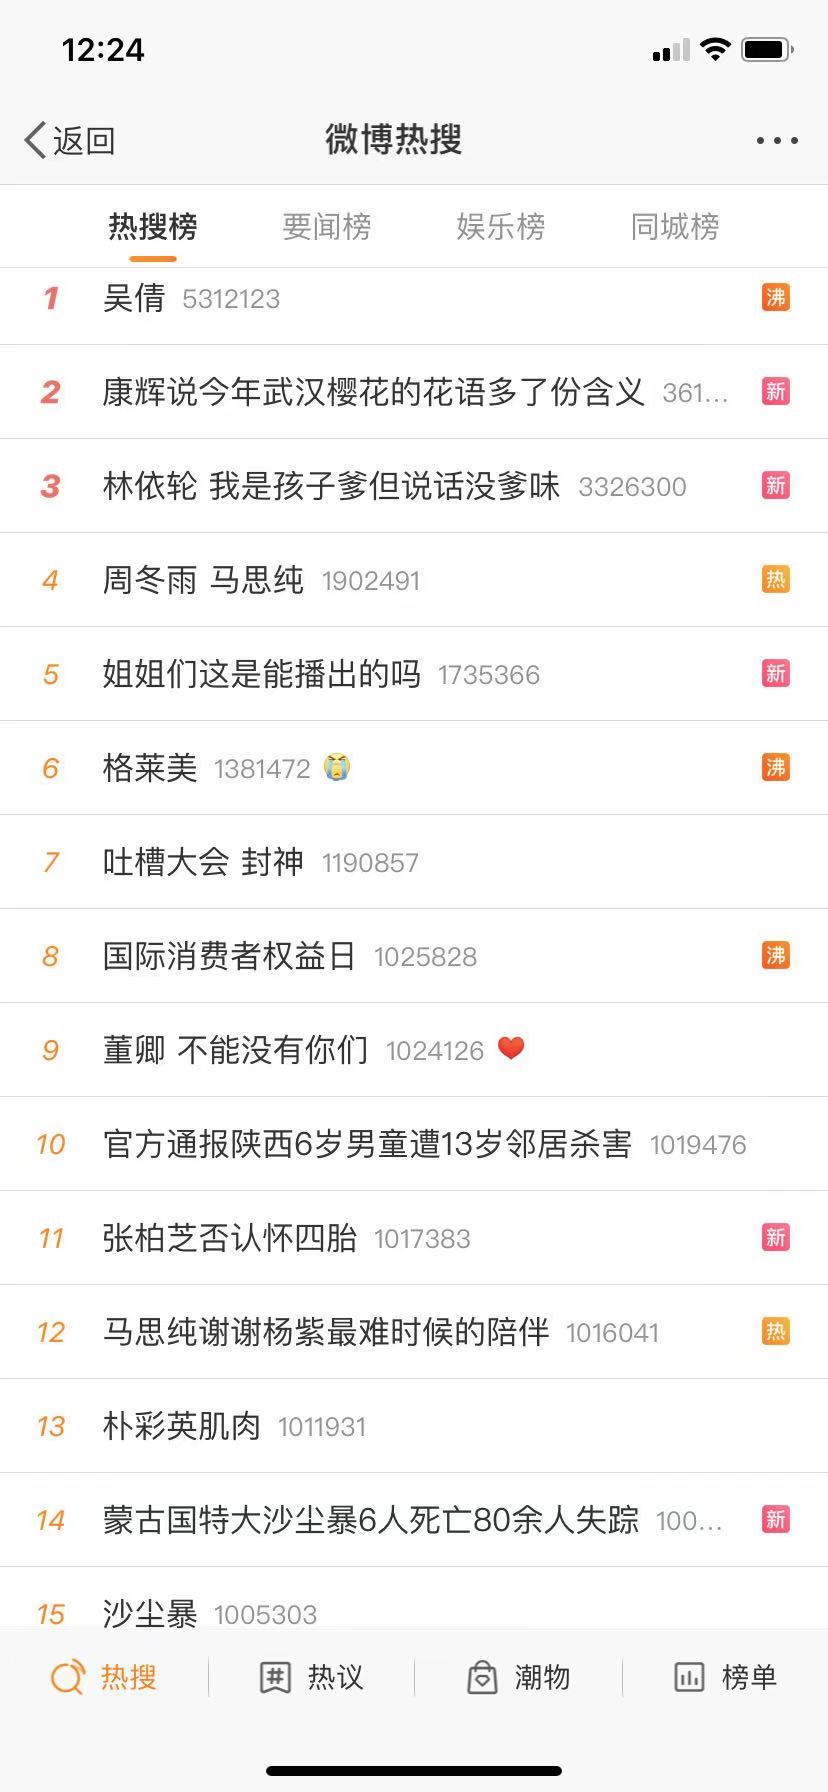 12:24
返回 微博热搜
热搜榜 要闻榜 娱乐榜 同城榜
1 吴倩 5312123 沸
2 康辉说今年武汉樱花的花语多了份含义 361... 新
3 林依轮 我是孩子爹但说话没爹味 3326300 新
4 周冬雨 马思纯 1902491 热
5 姐姐们这是能播出的吗 1735366 新
6 格莱美 1381472 😭 沸
7 吐槽大会 封神 1190857
8 国际消费者权益日 1025828 沸
9 董卿 不能没有你们 1024126 ❤️
10 官方通报陕西6岁男童遭13岁邻居杀害 1019476
11 张柏芝否认怀四胎 1017383 新
12 马思纯谢谢杨紫最难时候的陪伴 1016041 热
13 朴彩英肌肉 1011931
14 蒙古国特大沙尘暴6人死亡80余人失踪 100... 新
15 沙尘暴 1005303
热搜 热议 潮物 榜单